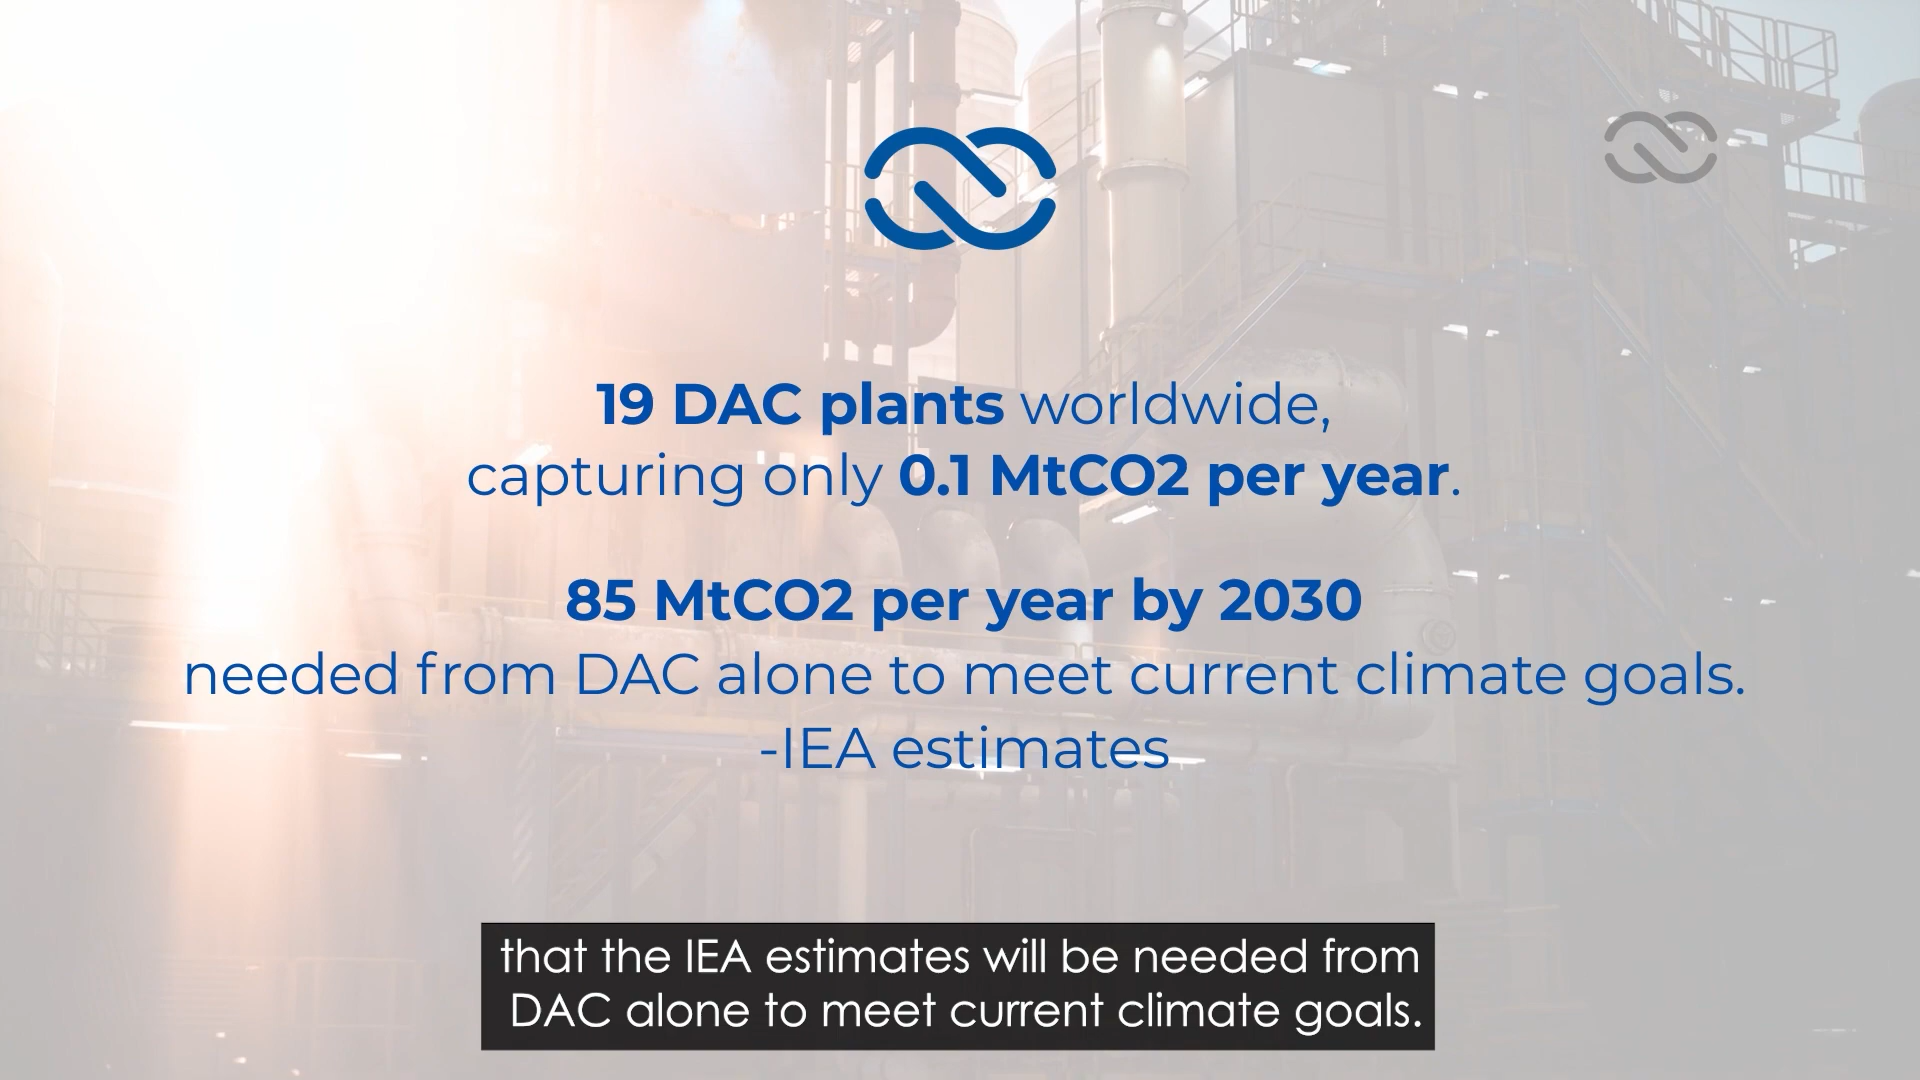 19 DAC plants worldwide,
capturing only 0.1 MtCO2 per year.
85 MtCO2 per year by 2030
needed from DAC alone to meet current climate goals.
-IEA estimates
that the IEA estimates will be needed from
DAC alone to meet current climate goals.